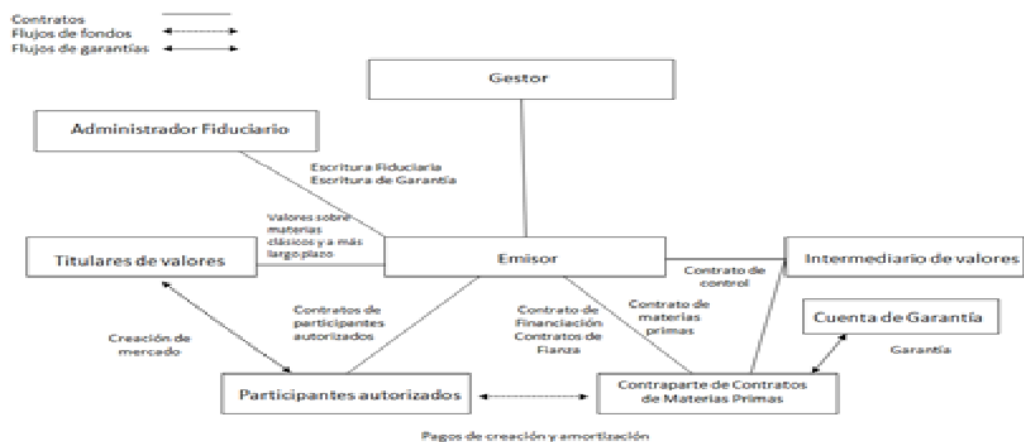 Contratos
Flujos de fondos
Flujos de garantías
Gestor
Administrador Fiduciario
Escritura Fiduciaria
Escritura de Garantía
Valores sobre
materias
clásicos y a más
largo plazo
Titulares de valores
Emisor
Intermediario de valores
Contrato de
control
Contratos de
participantes
autorizados
Contrato de
Financiación
Contratos de
Fianza
Contrato de
materias
primas
Cuenta de Garantía
Creación de
mercado
Garantía
Participantes autorizados
Contraparte de Contratos
de Materias Primas
Pagos de creación y amortización